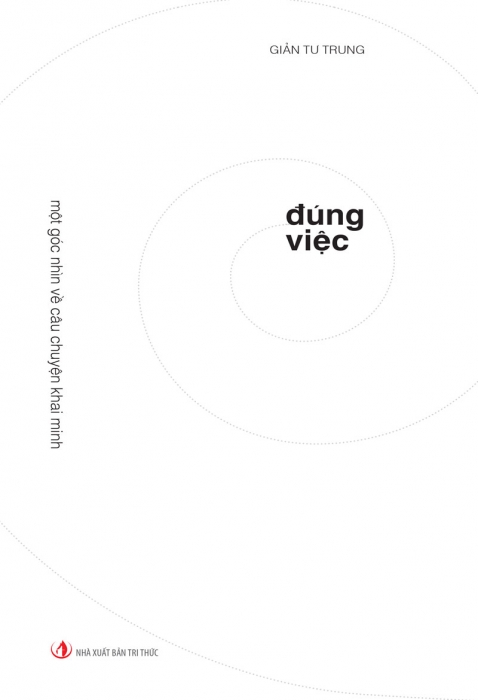 GIẢN TƯ TRUNG
đúng
việc
một góc nhìn về câu chuyện khai minh
NHÀ XUẤT BẢN TRI THỨC